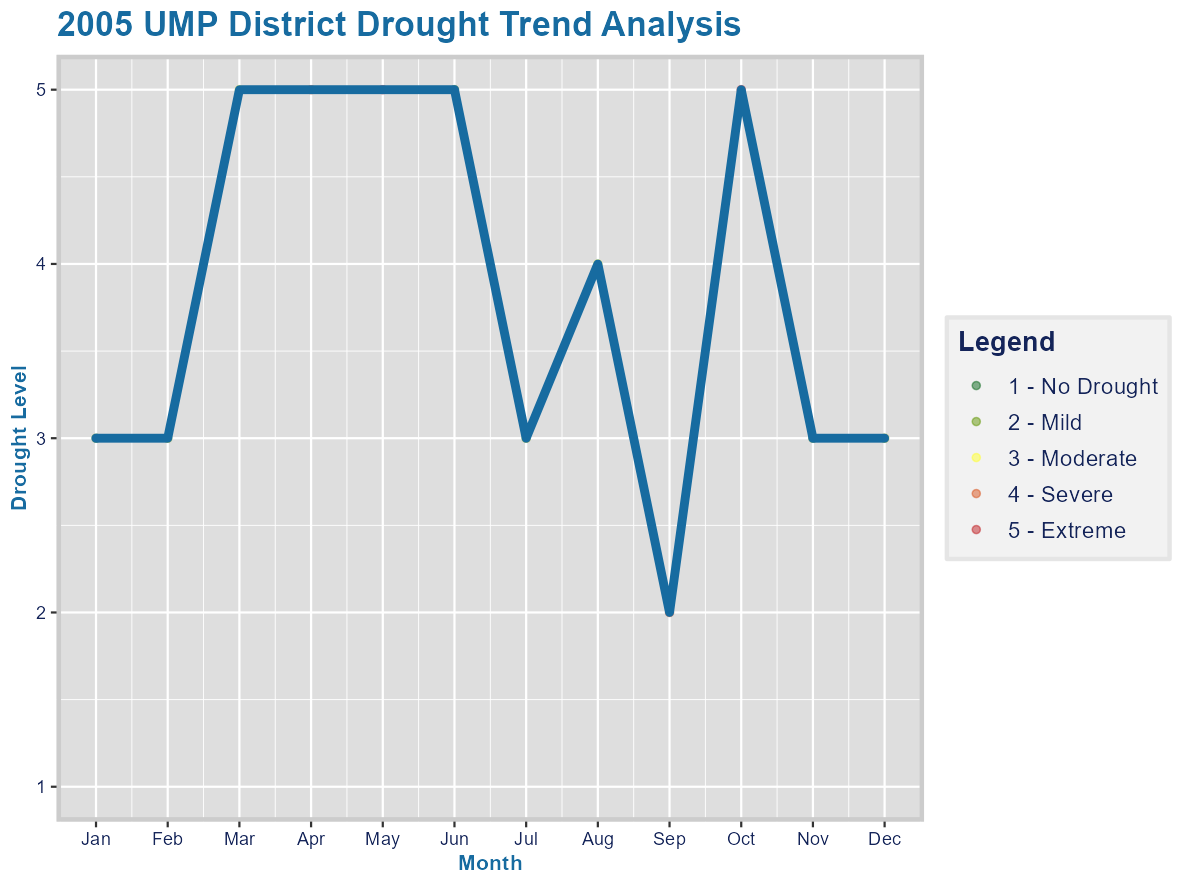 2005 UMP District Drought Trend Analysis
Drought Level
5
4
3
2
1
Jan Feb Mar Apr May Jun Jul Aug Sep Oct Nov Dec
Month
Legend
1 - No Drought
2 - Mild
3 - Moderate
4 - Severe
5 - Extreme